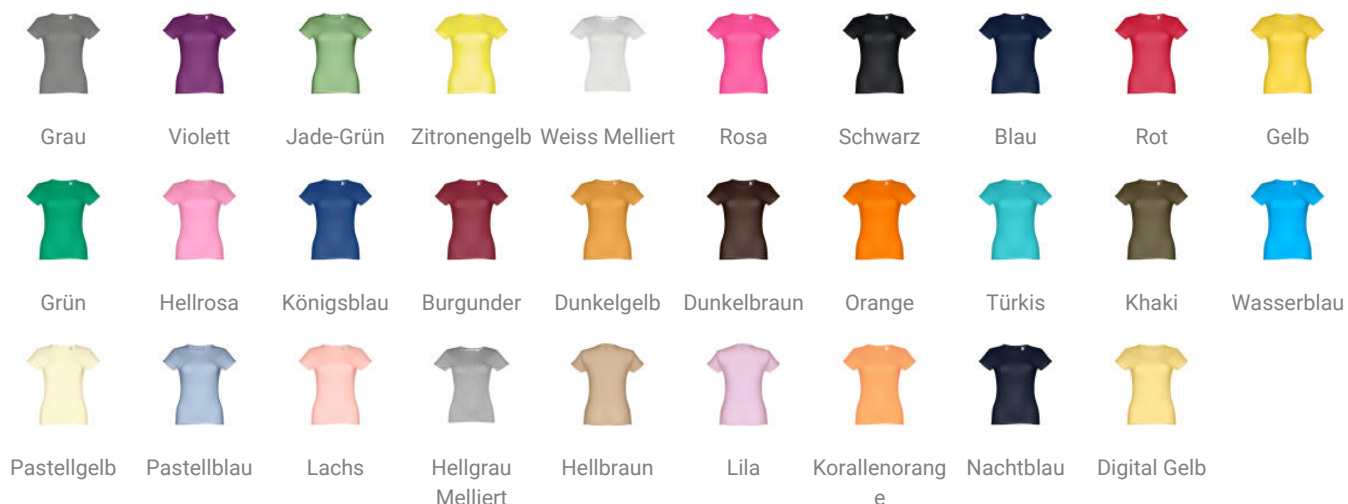 Grau Violett Jade-Grün Zitronengelb Weiss Melliert Rosa Schwarz Blau Rot Gelb
Grün Hellrosa Königsblau Burgunder Dunkelgelb Dunkelbraun Orange Türkis Khaki Wasserblau
Pastellgelb Pastellblau Lachs Hellgrau Hellbraun Lila Korallenorang Nachtblau Digital Gelb
Melliert e